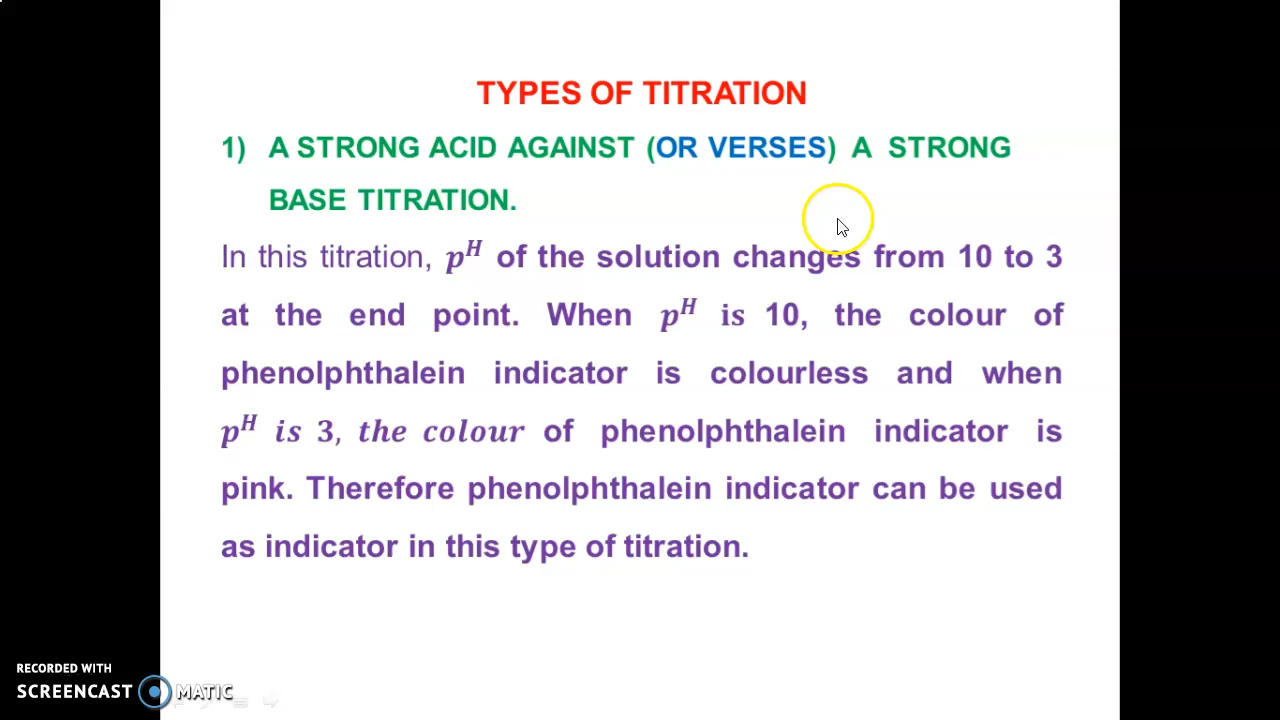 TYPES OF TITRATION
1) A STRONG ACID AGAINST (OR VERSES) A STRONG
BASE TITRATION.
In this titration, p^H of the solution changes from 10 to 3
at the end point. When p^H is 10, the colour of
phenolphthalein indicator is colourless and when
p^H is 3, the colour of phenolphthalein indicator is
pink. Therefore phenolphthalein indicator can be used
as indicator in this type of titration.
RECORDED WITH
SCREENCAST MATIC